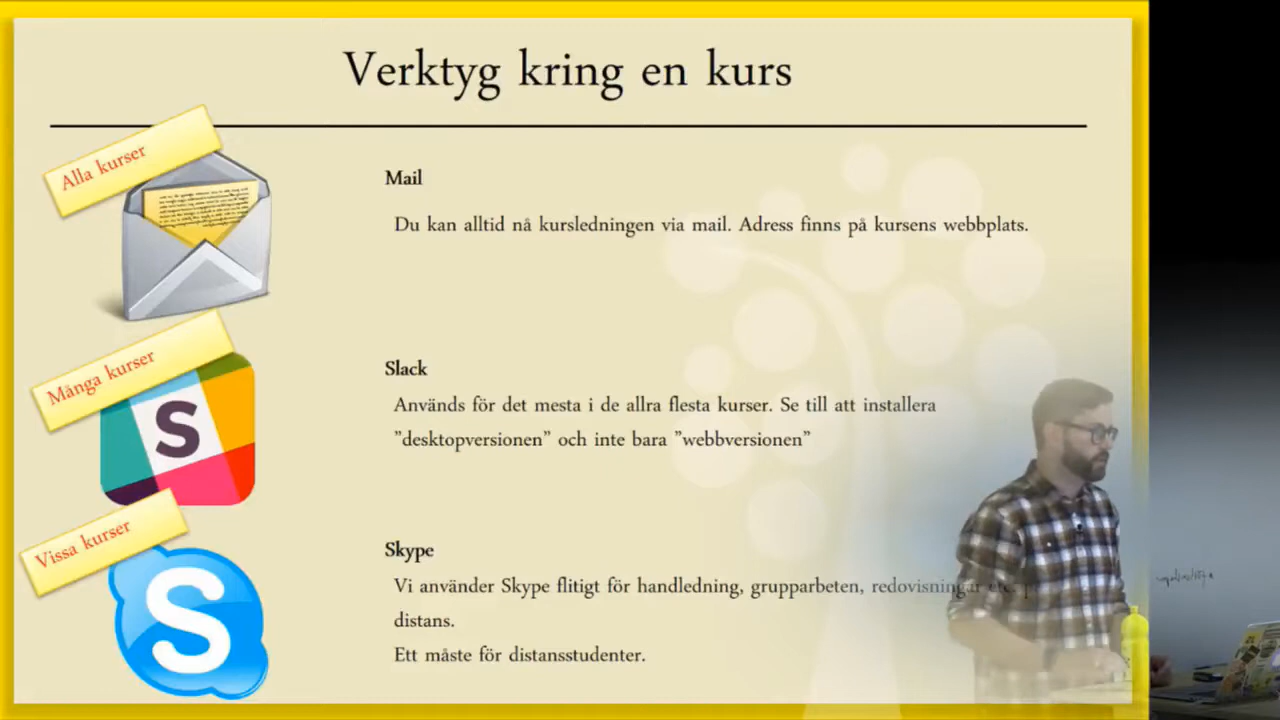 Verktyg kring en kurs
Alla kurser
Mail
Du kan alltid nå kursledningen via mail. Adress finns på kursens webbplats.
Många kurser
S
Slack
Används för det mesta i de allra flesta kurser. Se till att installera
”desktopversionen” och inte bara ”webbversionen”
Vissa kurser
S
Skype
Vi använder Skype flitigt för handledning, grupparbeten, redovisningar etc.
distans.
Ett måste för distansstudenter.